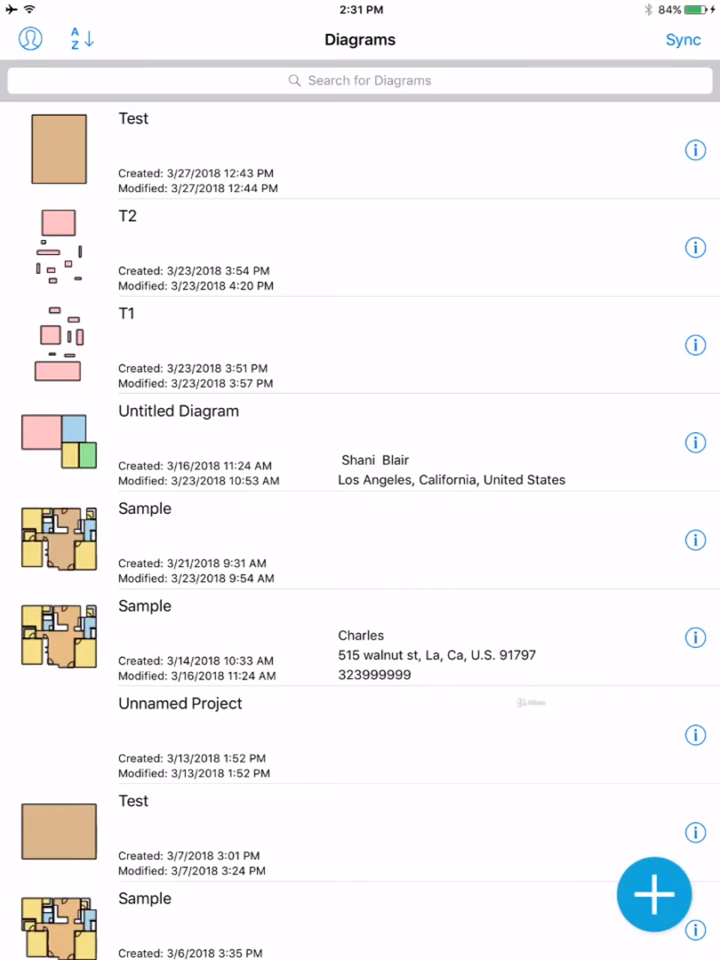 2:31 PM
84%
A
Z
Diagrams
Sync
Search for Diagrams
Test
Created: 3/27/2018 12:43 PM
Modified: 3/27/2018 12:44 PM
T2
Created: 3/23/2018 3:54 PM
Modified: 3/23/2018 4:20 PM
T1
Created: 3/23/2018 3:51 PM
Modified: 3/23/2018 3:57 PM
Untitled Diagram
Created: 3/16/2018 11:24 AM
Modified: 3/23/2018 10:53 AM
Shani Blair
Los Angeles, California, United States
Sample
Created: 3/21/2018 9:31 AM
Modified: 3/23/2018 9:54 AM
Sample
Created: 3/14/2018 10:33 AM
Modified: 3/16/2018 11:24 AM
Charles
515 walnut st, La, Ca, U.S. 91797
323999999
Unnamed Project
Created: 3/13/2018 1:52 PM
Modified: 3/13/2018 1:52 PM
Test
Created: 3/7/2018 3:01 PM
Modified: 3/7/2018 3:24 PM
Sample
Created: 3/6/2018 3:35 PM